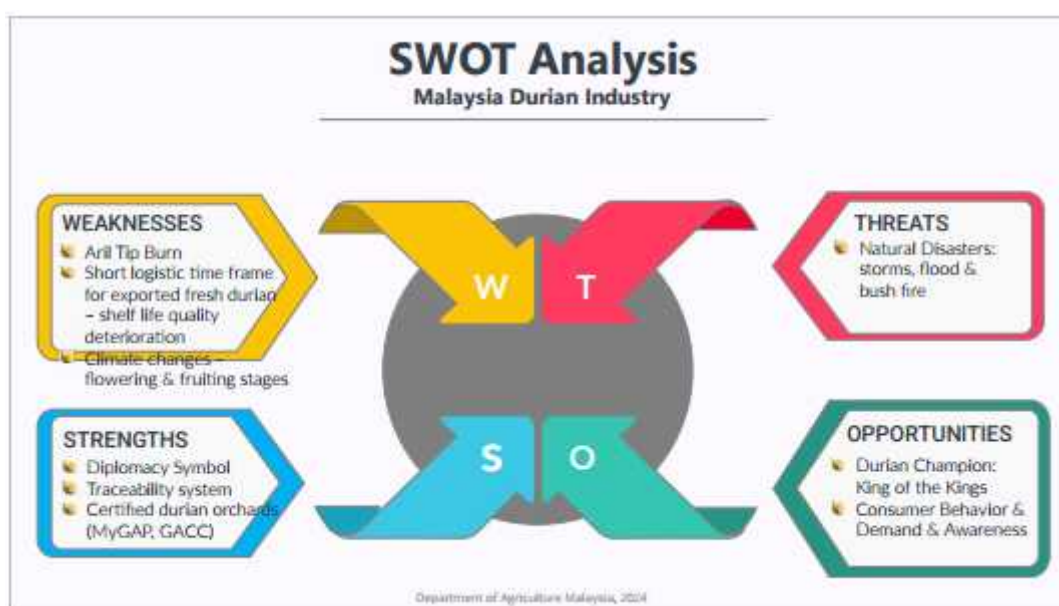 SWOT Analysis
Malaysia Durian Industry
WEAKNESSES
Aril Tip Burn
Short logistic time frame
for exported fresh durian
– shelf life quality
deterioration
Climate changes –
flowering & fruiting stages
W
T
THREATS
Natural Disasters:
storms, flood &
bush fire
STRENGTHS
Diplomacy Symbol
Traceability system
Certified durian orchards
(MyGAP, GACC)
S
O
OPPORTUNITIES
Durian Champion:
King of the Kings
Consumer Behavior &
Demand & Awareness
Department of Agriculture Malaysia, 2024